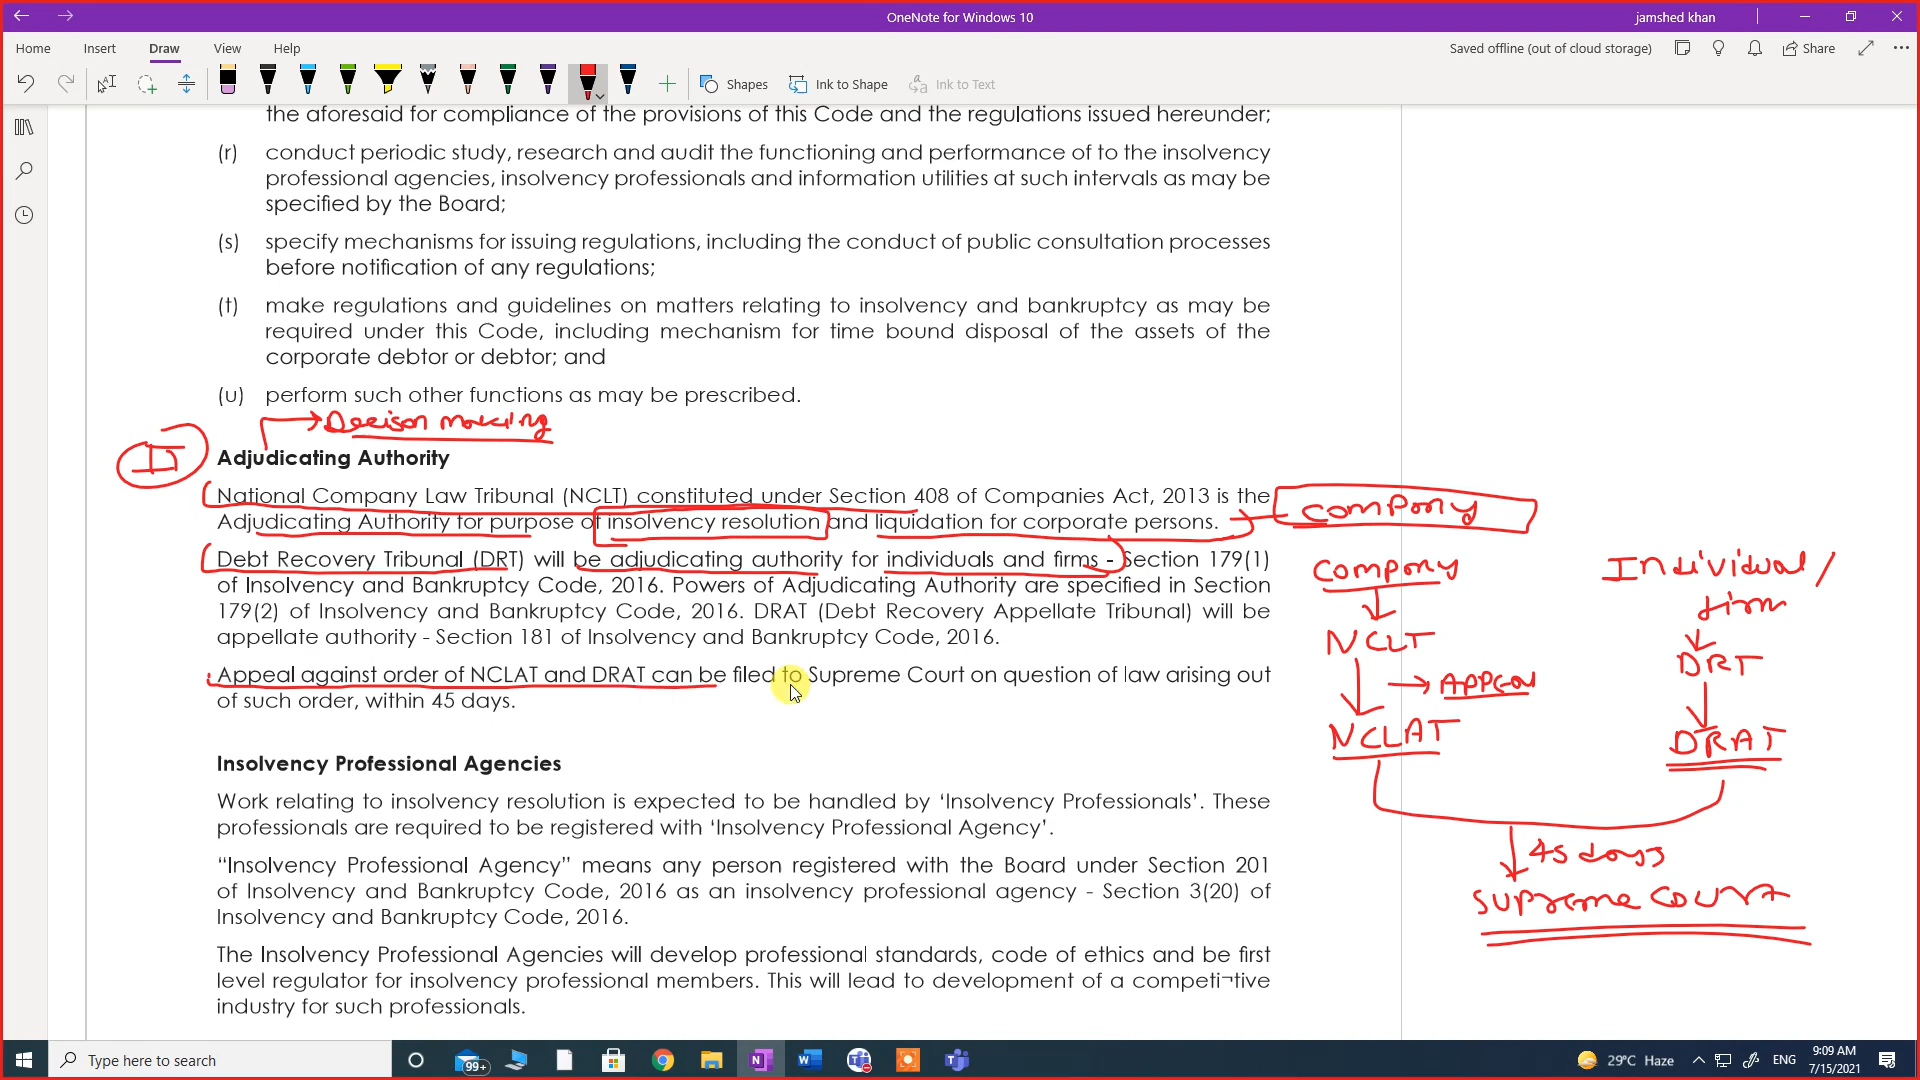 OneNote for Windows 10
jamshed khan
Home Insert Draw View Help
Saved offline (out of cloud storage)
Share
Shapes
Ink to Shape
Ink to Text
the aforesaid for compliance of the provisions of this Code and the regulations issued hereunder;
(r) conduct periodic study, research and audit the functioning and performance of to the insolvency
professional agencies, insolvency professionals and information utilities at such intervals as may be
specified by the Board;
(s) specify mechanisms for issuing regulations, including the conduct of public consultation processes
before notification of any regulations;
(t) make regulations and guidelines on matters relating to insolvency and bankruptcy as may be
required under this Code, including mechanism for time bound disposal of the assets of the
corporate debtor or debtor; and
(u) perform such other functions as may be prescribed.
Decison making
II
Adjudicating Authority
National Company Law Tribunal (NCLT) constituted under Section 408 of Companies Act, 2013 is the
Adjudicating Authority for purpose of insolvency resolution and liquidation for corporate persons.
company
Debt Recovery Tribunal (DRT) will be adjudicating authority for individuals and firms - Section 179(1)
of Insolvency and Bankruptcy Code, 2016. Powers of Adjudicating Authority are specified in Section
179(2) of Insolvency and Bankruptcy Code, 2016. DRAT (Debt Recovery Appellate Tribunal) will be
appellate authority - Section 181 of Insolvency and Bankruptcy Code, 2016.
Appeal against order of NCLAT and DRAT can be filed to Supreme Court on question of law arising out
of such order, within 45 days.
Company
NCLT
Appeal
NCLAT
Individual/
firm
DRT
DRAT
45 days
Supreme Court
Insolvency Professional Agencies
Work relating to insolvency resolution is expected to be handled by ‘Insolvency Professionals’. These
professionals are required to be registered with ‘Insolvency Professional Agency’.
“Insolvency Professional Agency” means any person registered with the Board under Section 201
of Insolvency and Bankruptcy Code, 2016 as an insolvency professional agency - Section 3(20) of
Insolvency and Bankruptcy Code, 2016.
The Insolvency Professional Agencies will develop professional standards, code of ethics and be first
level regulator for insolvency professional members. This will lead to development of a competi¬tive
industry for such professionals.
Type here to search
99+
29°C Haze
ENG
9:09 AM
7/15/2021